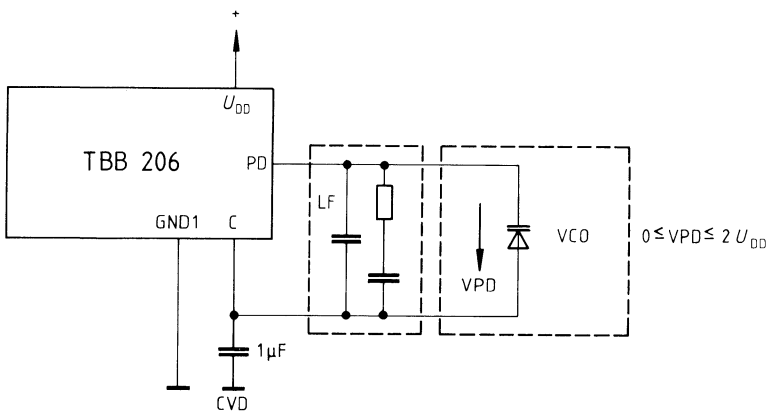 +
U_DD
TBB 206
PD
GND1 C
LF
VPD
VCO
0 ≤ VPD ≤ 2 U_DD
1µF
CVD